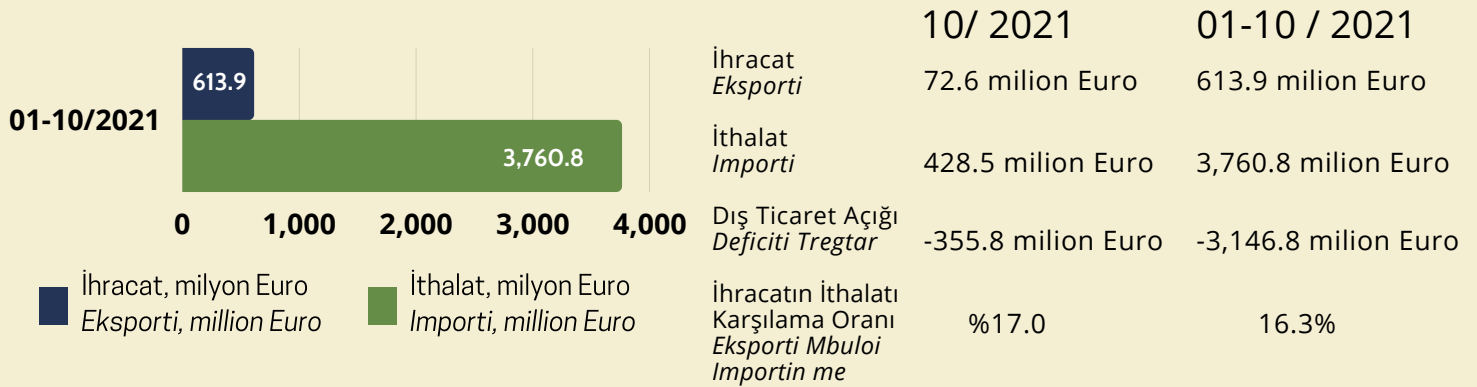 613.9
01-10/2021
3,760.8
0 1,000 2,000 3,000 4,000
İhracat, milyon Euro
Eksporti, million Euro
İthalat, milyon Euro
Importi, million Euro
10/ 2021 01-10 / 2021
İhracat
Eksporti
72.6 milion Euro 613.9 milion Euro
İthalat
Importi
428.5 milion Euro 3,760.8 milion Euro
Dış Ticaret Açığı
Deficiti Tregtar
-355.8 milion Euro -3,146.8 milion Euro
İhracatın İthalatı
Karşılama Oranı
Eksporti Mbuloi
Importin me
%17.0 16.3%